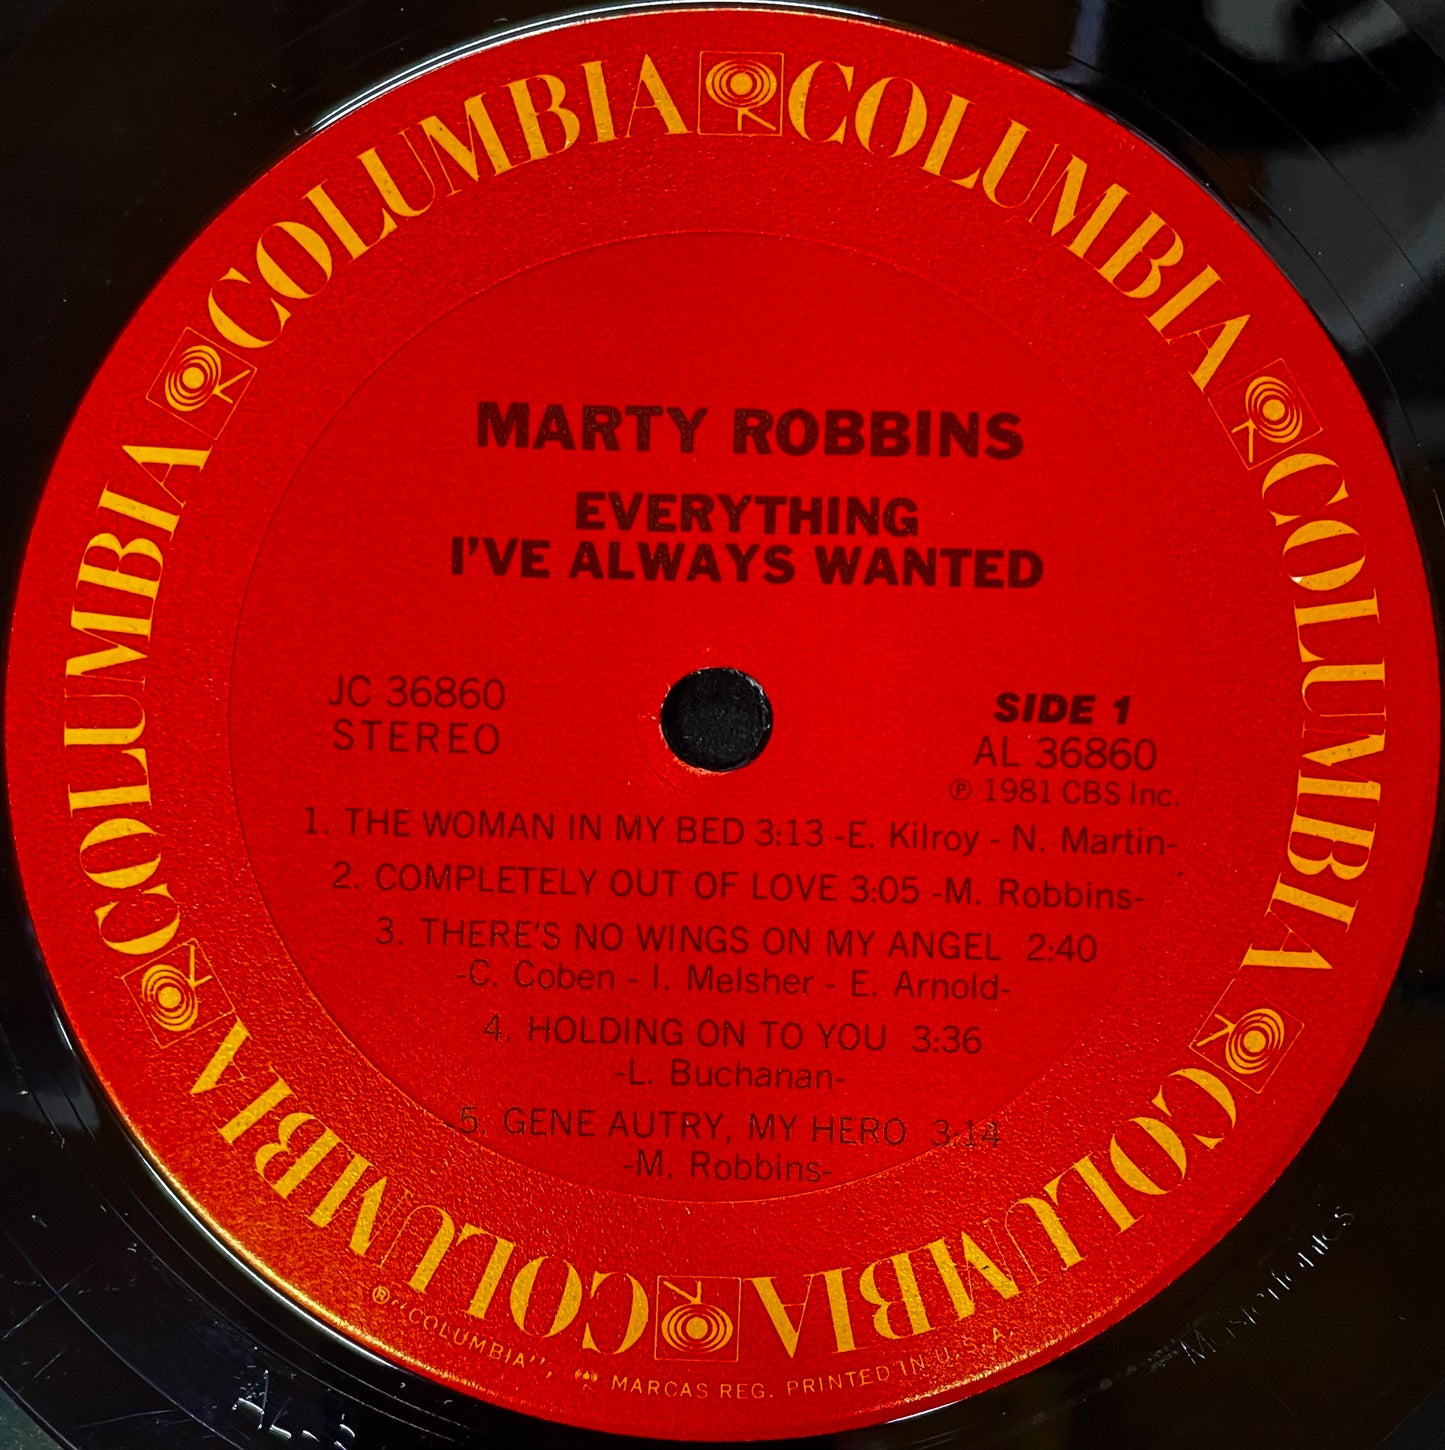 COLUMBIA COLUMBIA COLUMBIA COLUMBIA COLUMBIA COLUMBIA
MARTY ROBBINS
EVERYTHING
I'VE ALWAYS WANTED
JC 36860
STEREO
SIDE 1
AL 36860
℗ 1981 CBS Inc.
1. THE WOMAN IN MY BED 3:13 -E. Kilroy - N. Martin-
2. COMPLETELY OUT OF LOVE 3:05 -M. Robbins-
3. THERE'S NO WINGS ON MY ANGEL 2:40
-C. Coben - I. Melsher - E. Arnold-
4. HOLDING ON TO YOU 3:36
-L. Buchanan-
5. GENE AUTRY, MY HERO 3:14
-M. Robbins-
® "COLUMBIA", MARCAS REG. PRINTED IN U.S.A.
Masterfonics